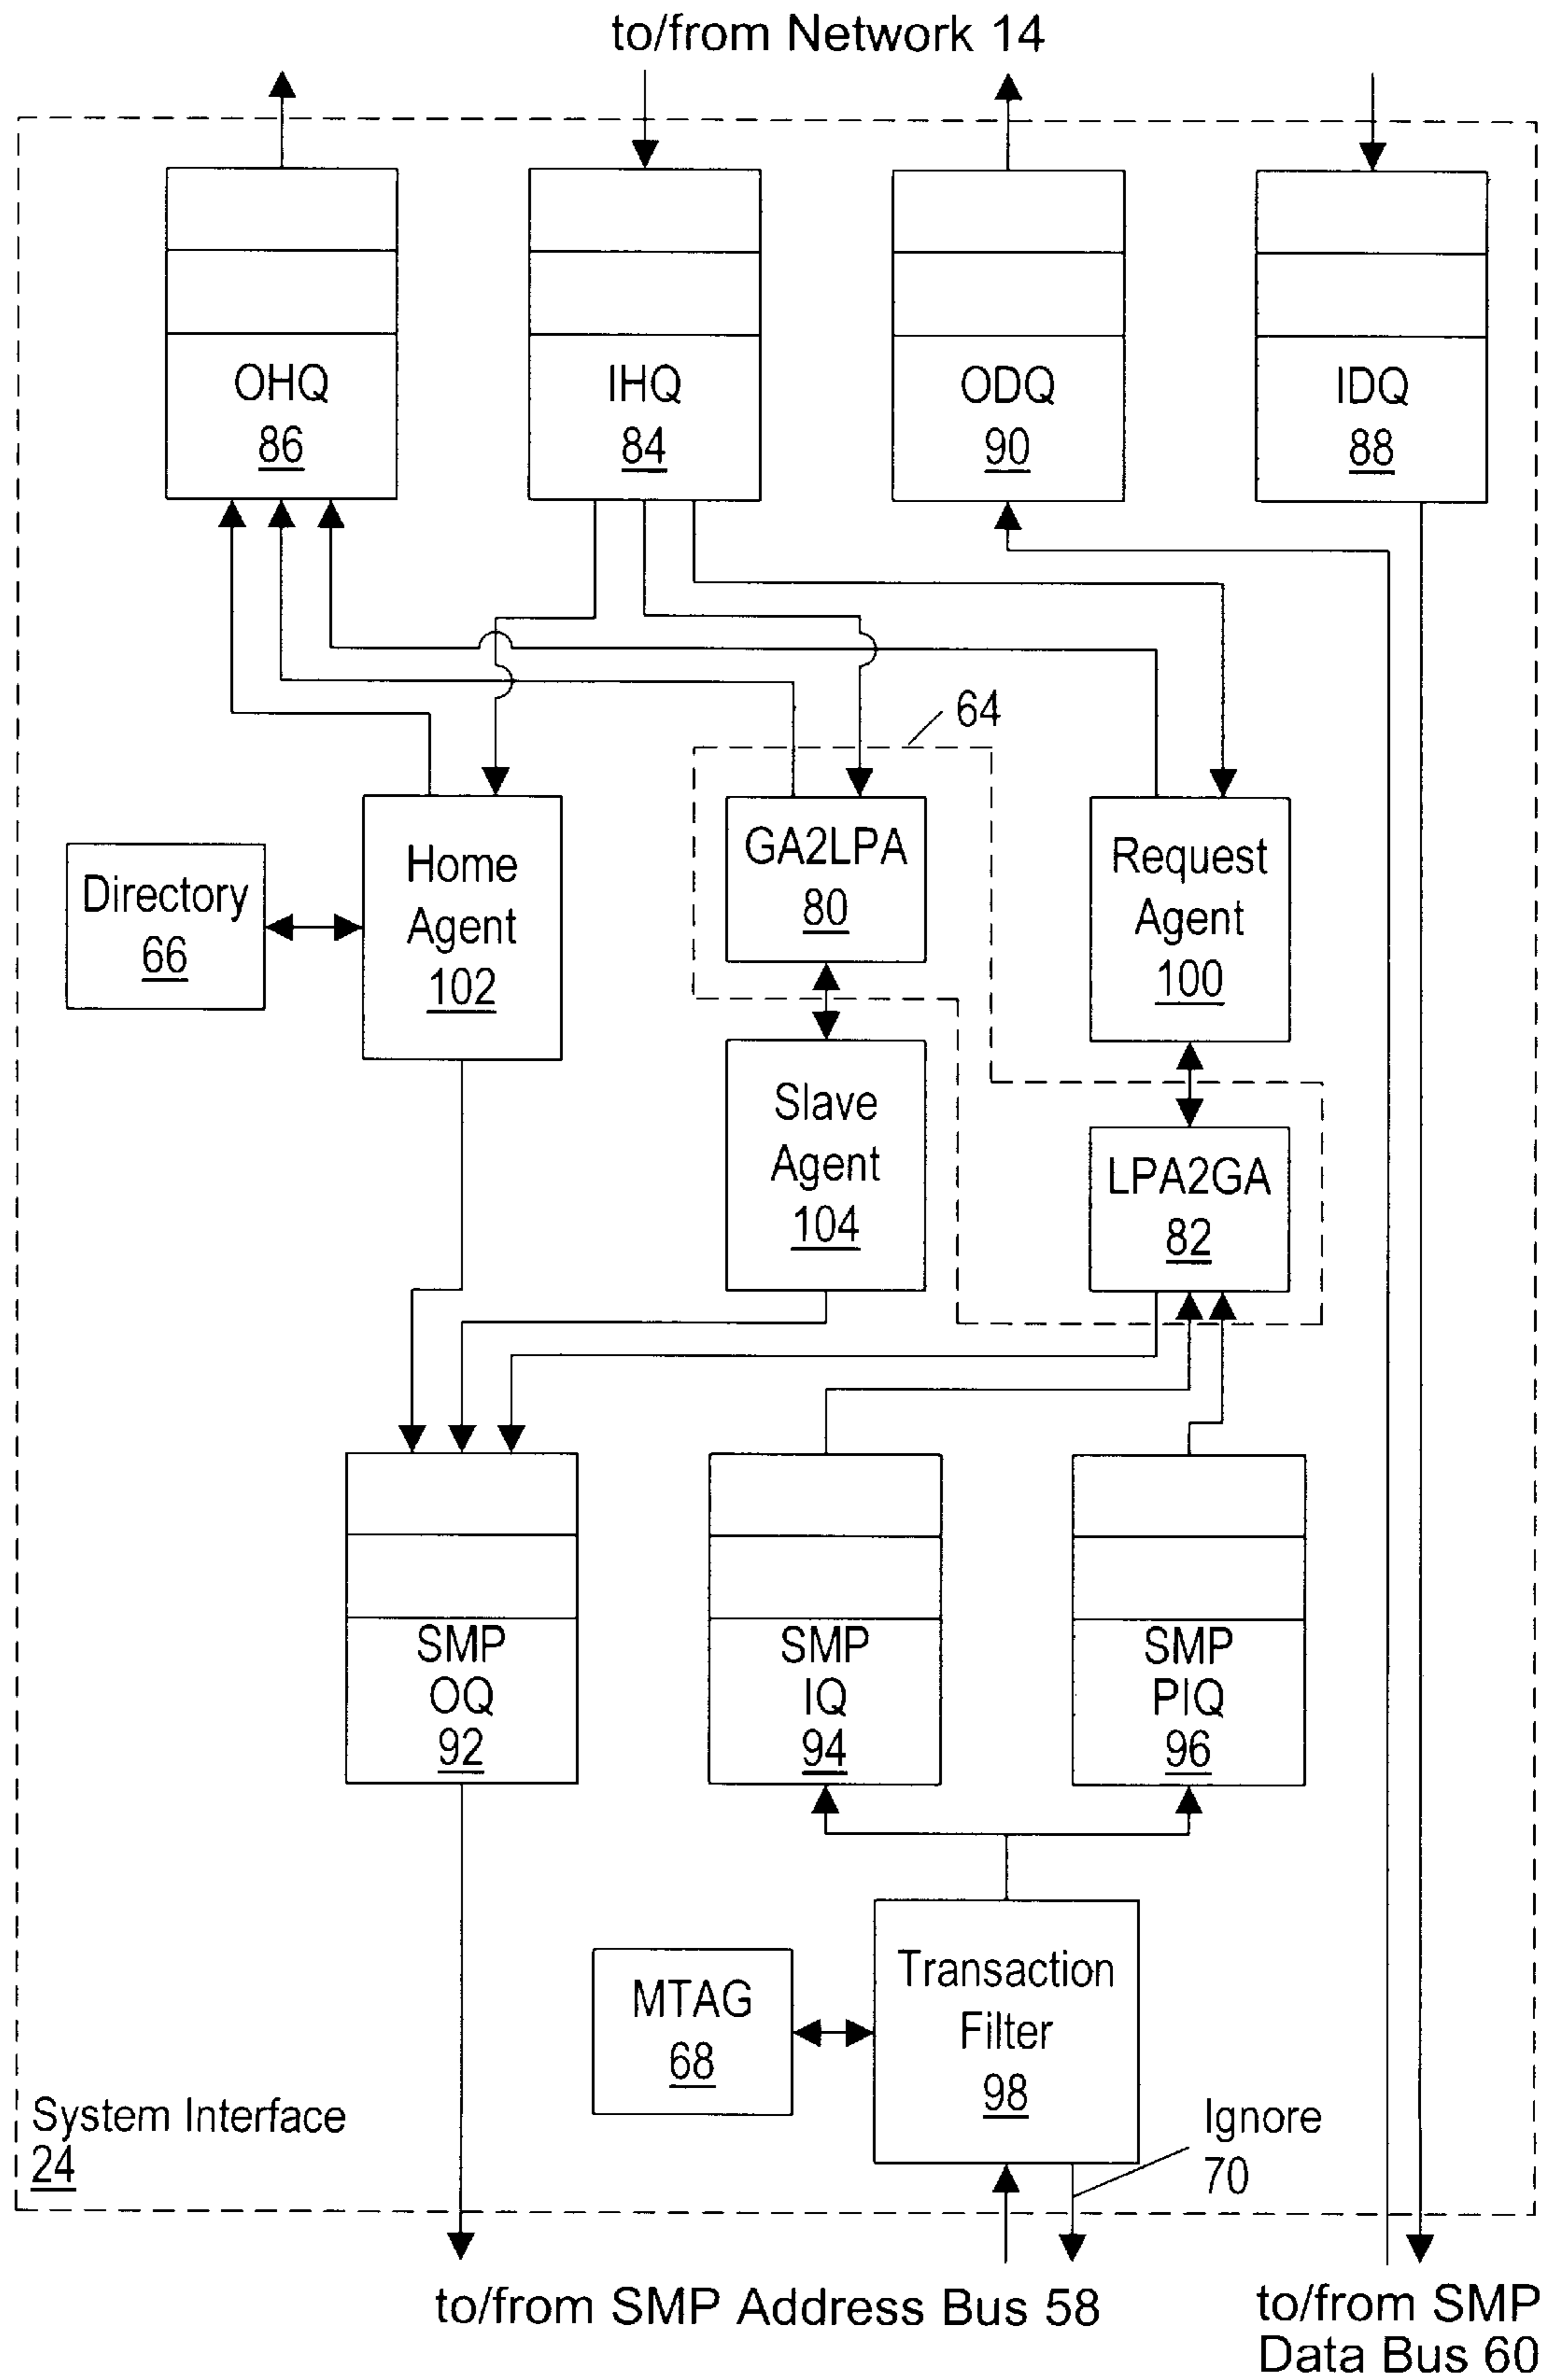 to/from Network 14
OHQ
86
IHQ
84
ODQ
90
IDQ
88
64
Directory
66
Home
Agent
102
GA2LPA
80
Request
Agent
100
Slave
Agent
104
LPA2GA
82
SMP
OQ
92
SMP
IQ
94
SMP
PIQ
96
MTAG
68
Transaction
Filter
98
Ignore
70
System Interface
24
to/from SMP Address Bus 58
to/from SMP
Data Bus 60